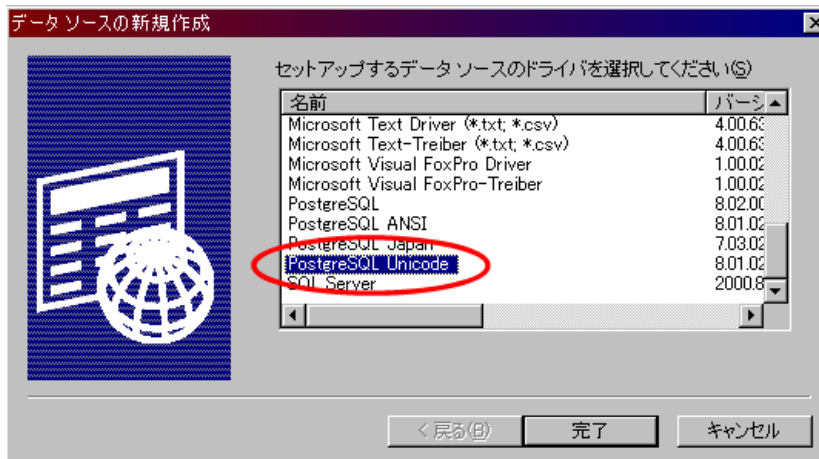 データ ソースの新規作成
セットアップするデータ ソースのドライバを選択してください(S)
名前 バージ
Microsoft Text Driver (*.txt; *.csv) 4.00.63
Microsoft Text-Treiber (*.txt; *.csv) 4.00.63
Microsoft Visual FoxPro Driver 1.00.02
Microsoft Visual FoxPro-Treiber 1.00.02
PostgreSQL 8.02.00
PostgreSQL ANSI 8.01.02
PostgreSQL Japan 7.03.02
PostgreSQL Unicode 8.01.02
SQL Server 2000.8
< 戻る(B) 完了 キャンセル